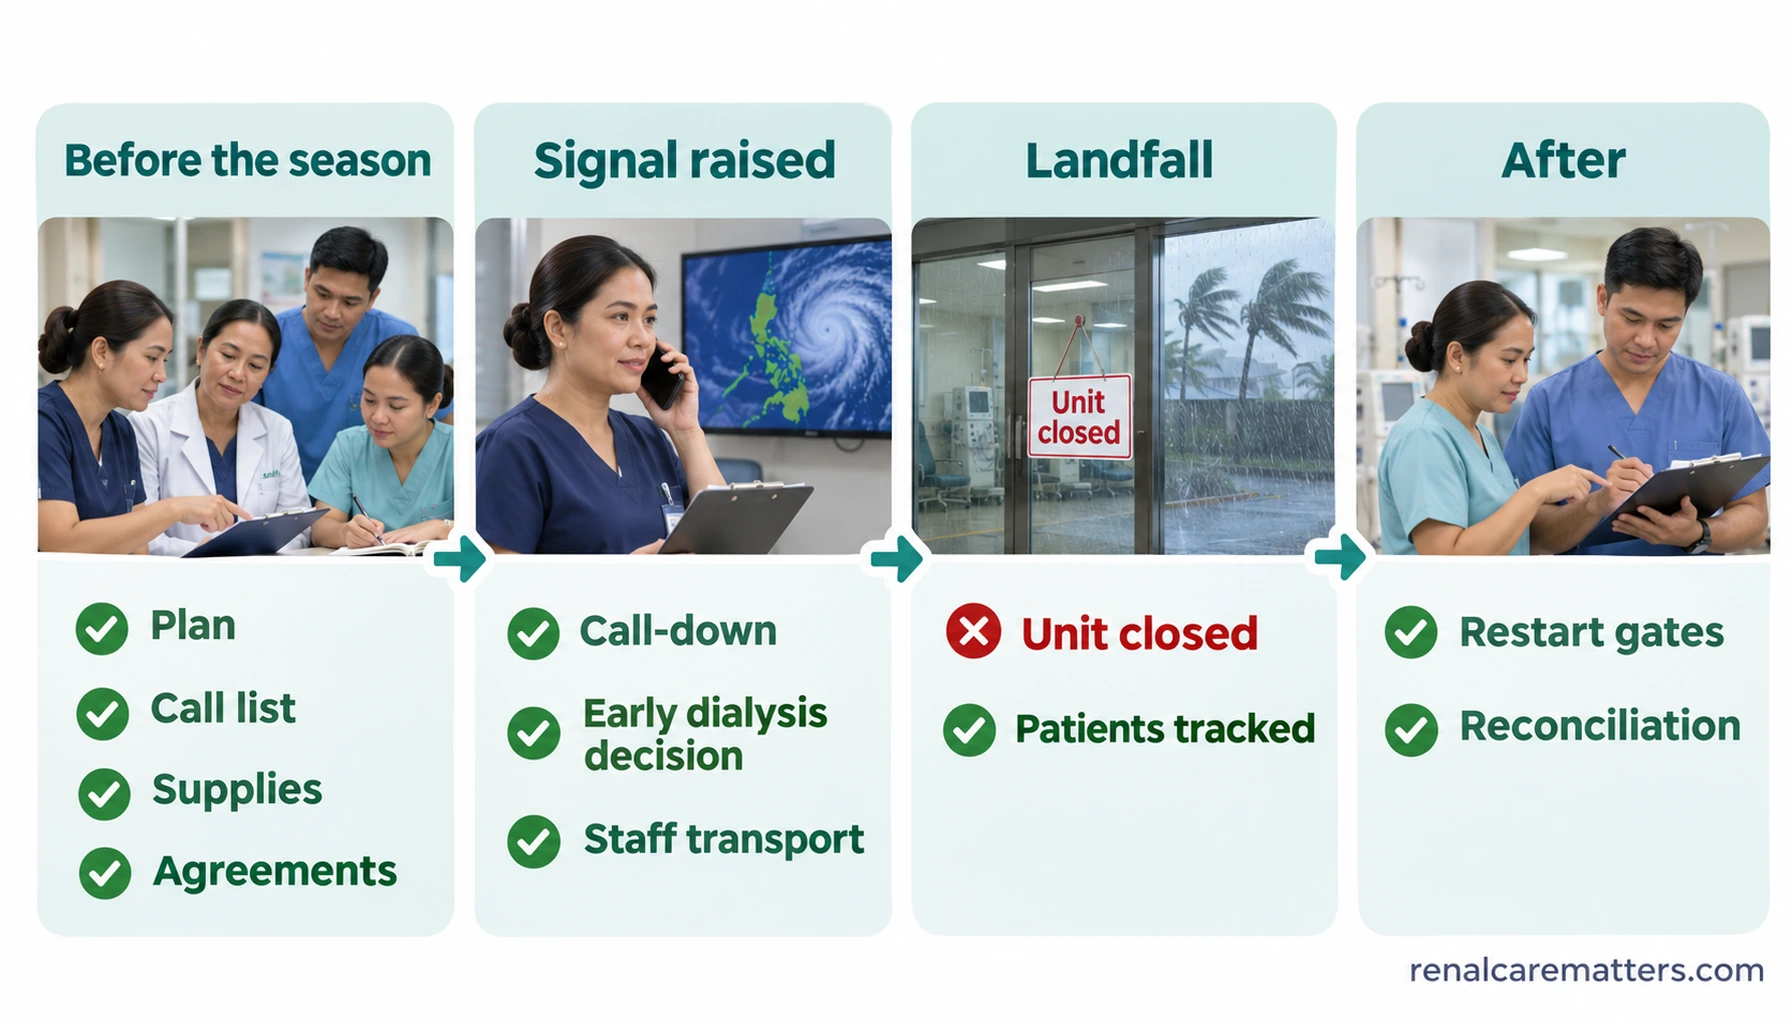 Before the season
Plan
Call list
Supplies
Agreements
Signal raised
Call-down
Early dialysis
decision
Staff transport
Landfall
Unit
closed
Unit closed
Patients tracked
After
Restart gates
Reconciliation
renalcarematters.com